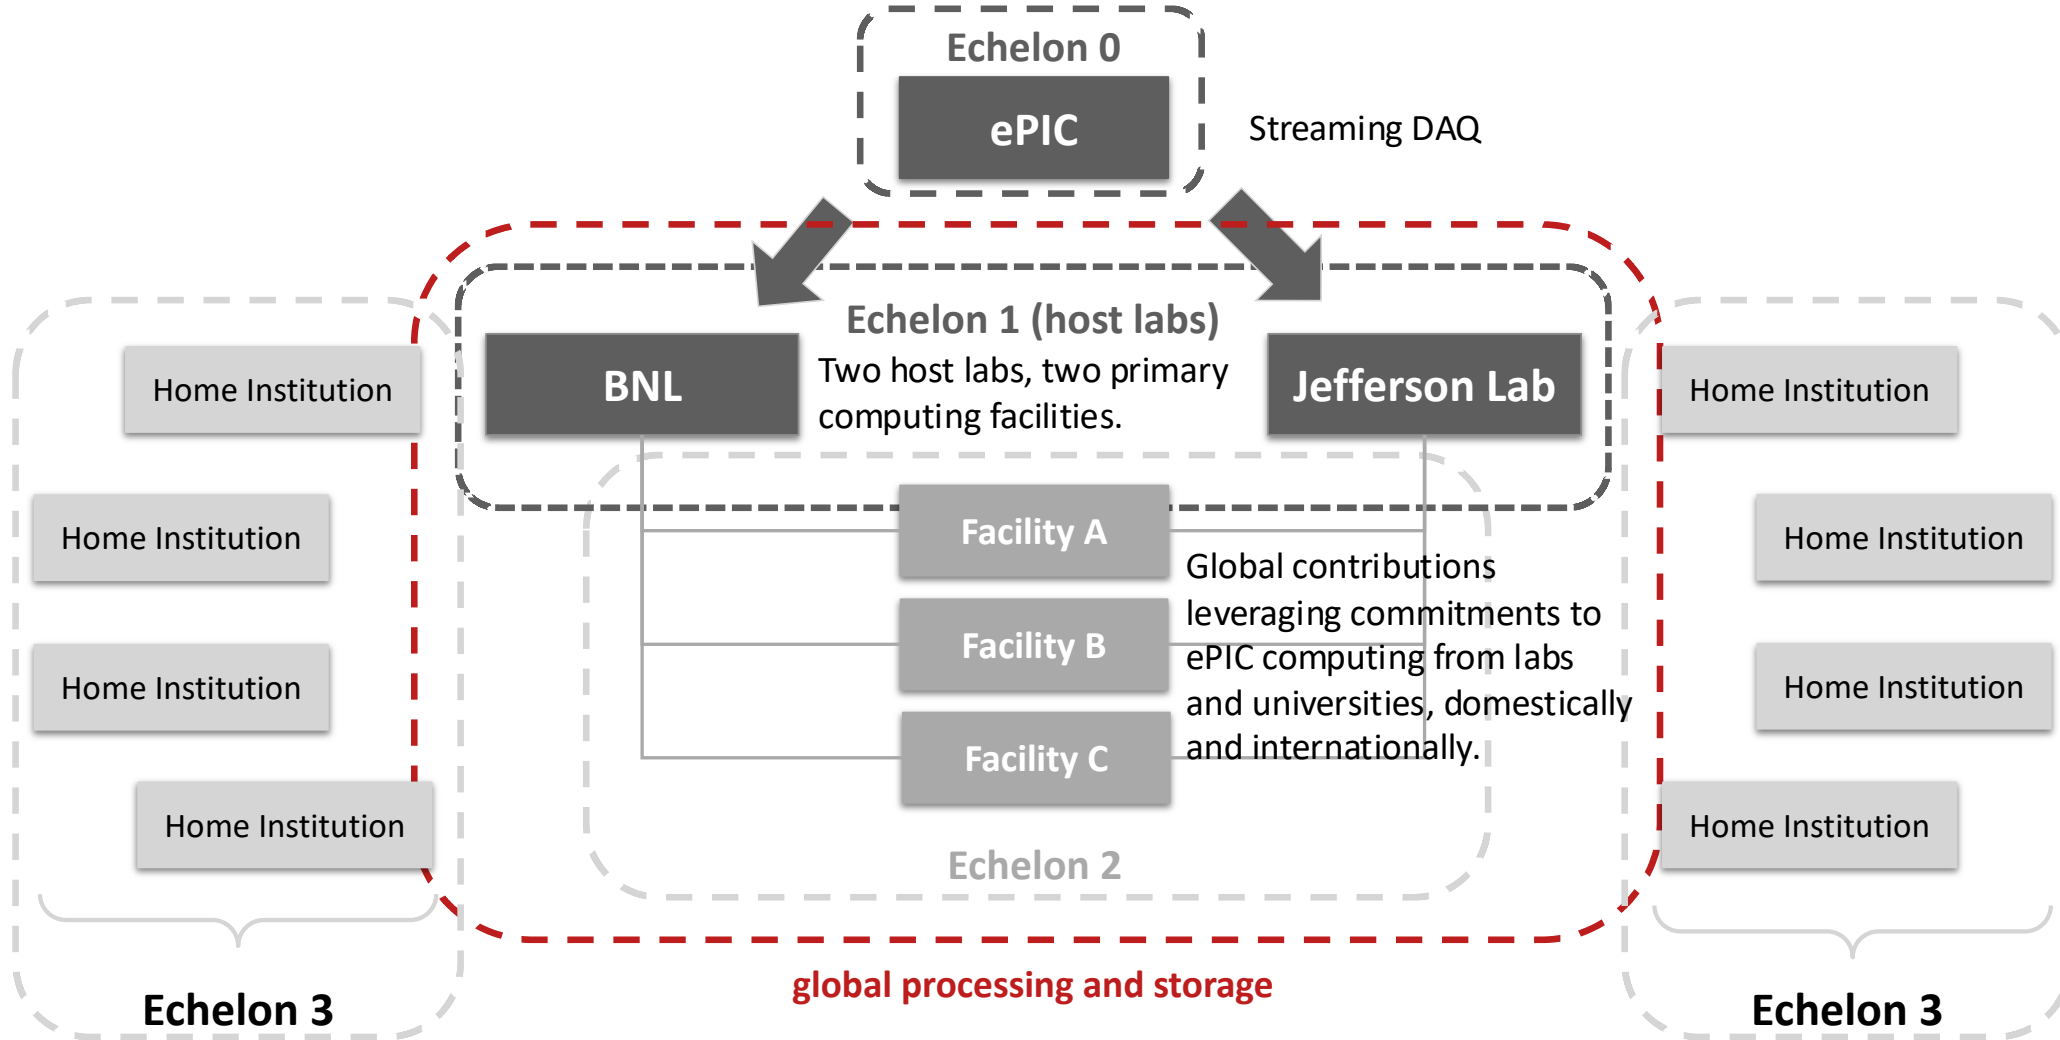 Echelon 0
ePIC
Streaming DAQ
Echelon 1 (host labs)
BNL
Two host labs, two primary
computing facilities.
Jefferson Lab
Home Institution
Home Institution
Home Institution
Home Institution
Facility A
Facility B
Facility C
Global contributions
leveraging commitments to
ePIC computing from labs
and universities, domestically
and internationally.
Echelon 2
Home Institution
Home Institution
Home Institution
Home Institution
global processing and storage
Echelon 3
Echelon 3